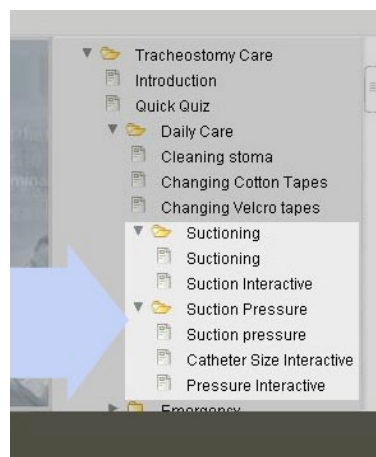 Tracheostomy Care
Introduction
Quick Quiz
Daily Care
Cleaning stoma
Changing Cotton Tapes
Changing Velcro tapes
Suctioning
Suctioning
Suction Interactive
Suction Pressure
Suction pressure
Catheter Size Interactive
Pressure Interactive
Emergency